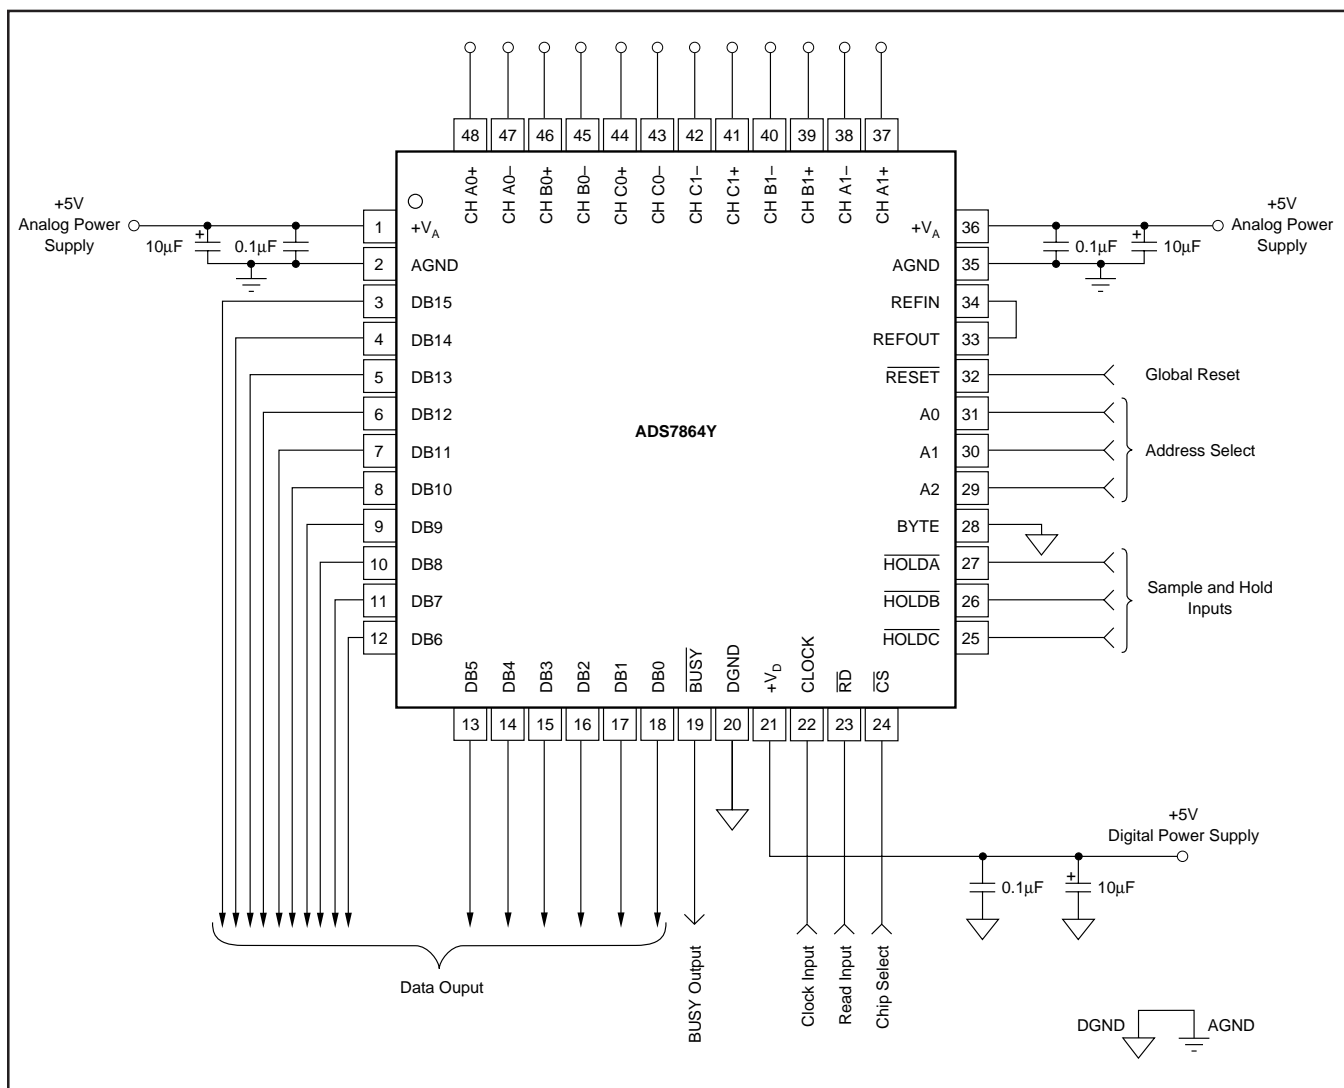 48 47 46 45 44 43 42 41 40 39 38 37
CH A0+ CH A0– CH B0+ CH B0– CH C0+ CH C0– CH C1– CH C1+ CH B1– CH B1+ CH A1– CH A1+
+5V
Analog Power
Supply
10µF
+
0.1µF
1 +VA
2 AGND
3 DB15
4 DB14
5 DB13
6 DB12
7 DB11
8 DB10
9 DB9
10 DB8
11 DB7
12 DB6
ADS7864Y
+VA 36
AGND 35
REFIN 34
REFOUT 33
RESET 32
A0 31
A1 30
A2 29
BYTE 28
HOLDA 27
HOLDB 26
HOLDC 25
0.1µF
+
10µF
+5V
Analog Power
Supply
Global Reset
Address Select
Sample and Hold
Inputs
DB5 DB4 DB3 DB2 DB1 DB0 BUSY DGND +VD CLOCK RD CS
13 14 15 16 17 18 19 20 21 22 23 24
+5V
Digital Power Supply
0.1µF
+
10µF
Data Ouput
BUSY Output
Clock Input
Read Input
Chip Select
DGND
AGND